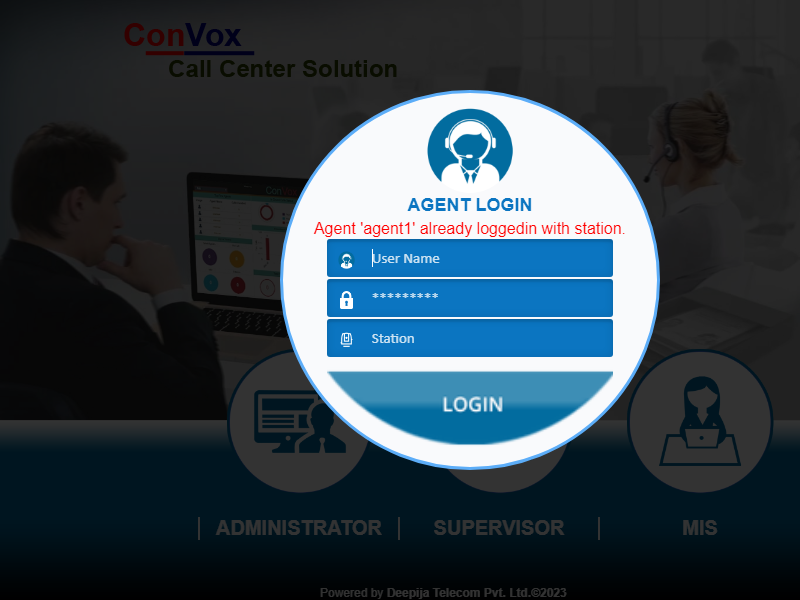 ConVox
Call Center Solution
AGENT LOGIN
Agent 'agent1' already loggedin with station.
User Name
*********
Station
LOGIN
ADMINISTRATOR
SUPERVISOR
MIS
Powered by Deepija Telecom Pvt. Ltd.©2023